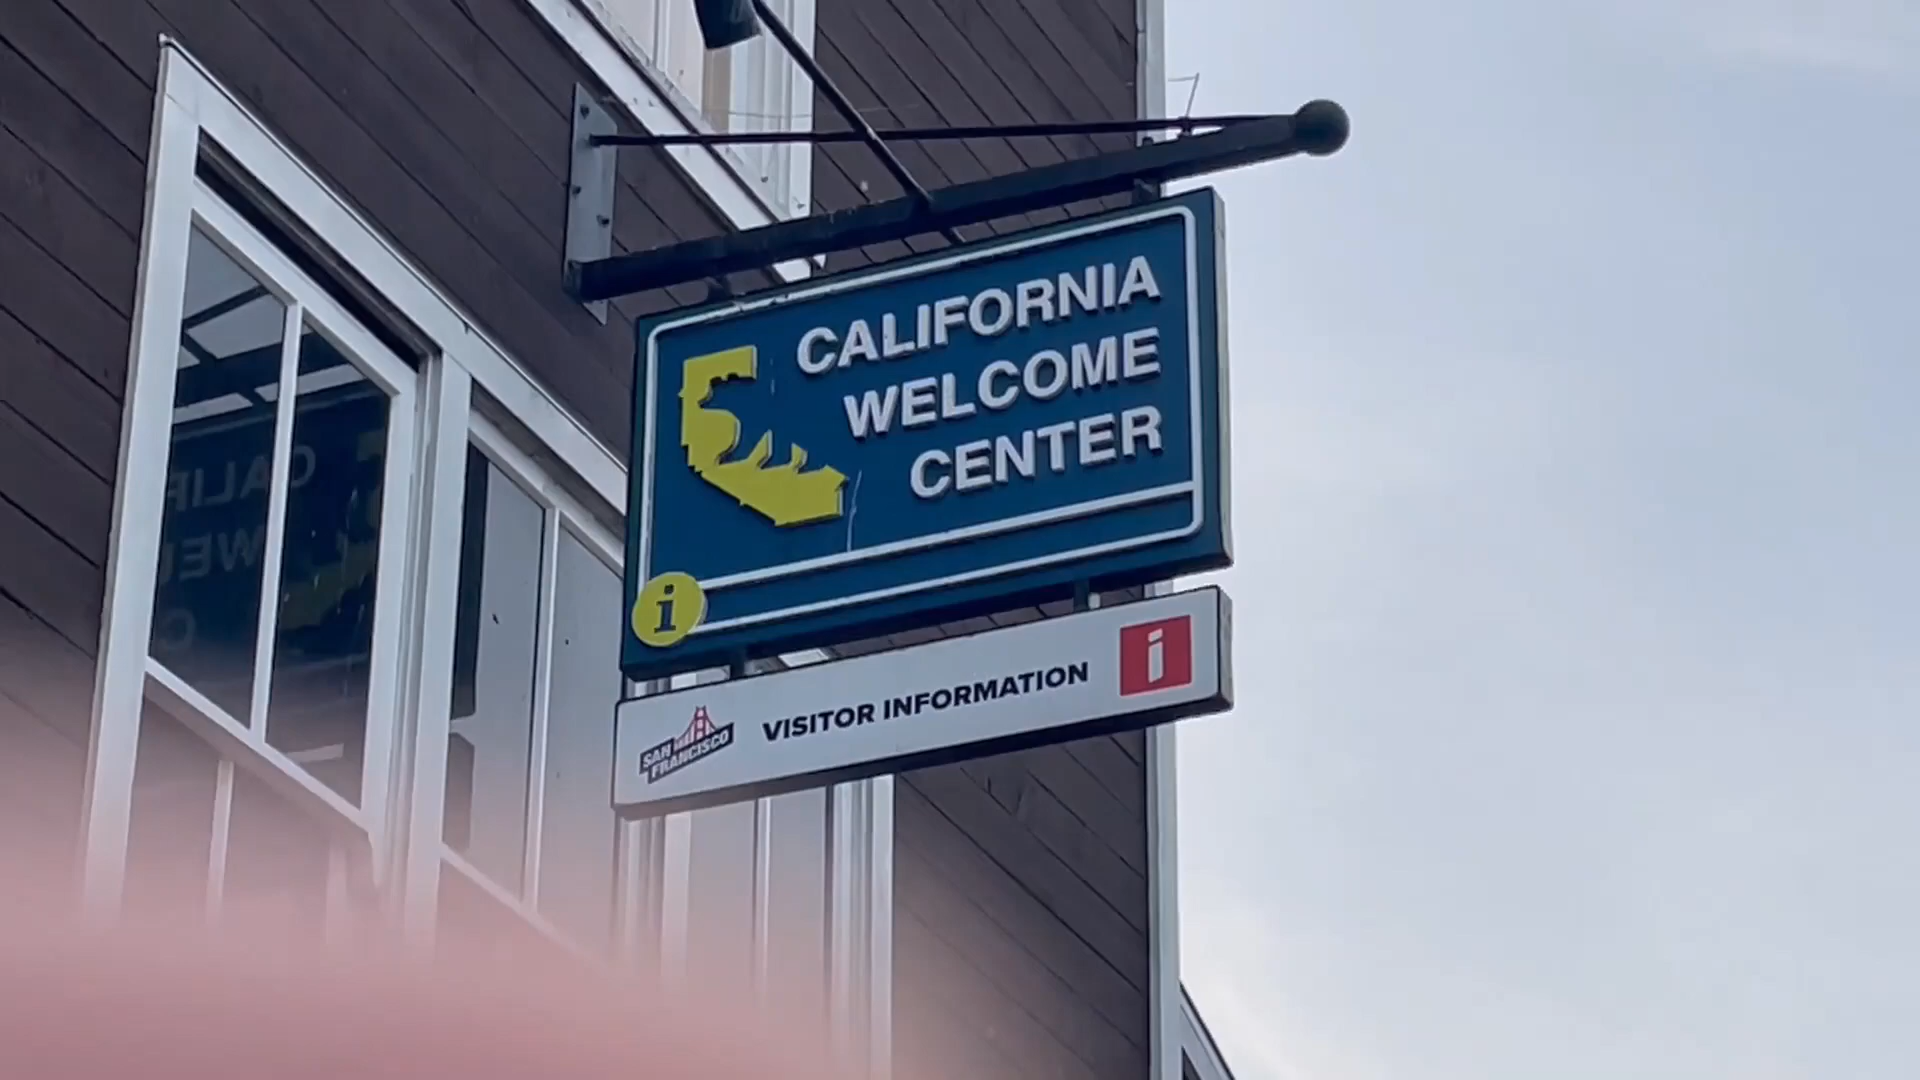 CALIFORNIA
WELCOME
CENTER
i
SAN
FRANCISCO
VISITOR INFORMATION
i